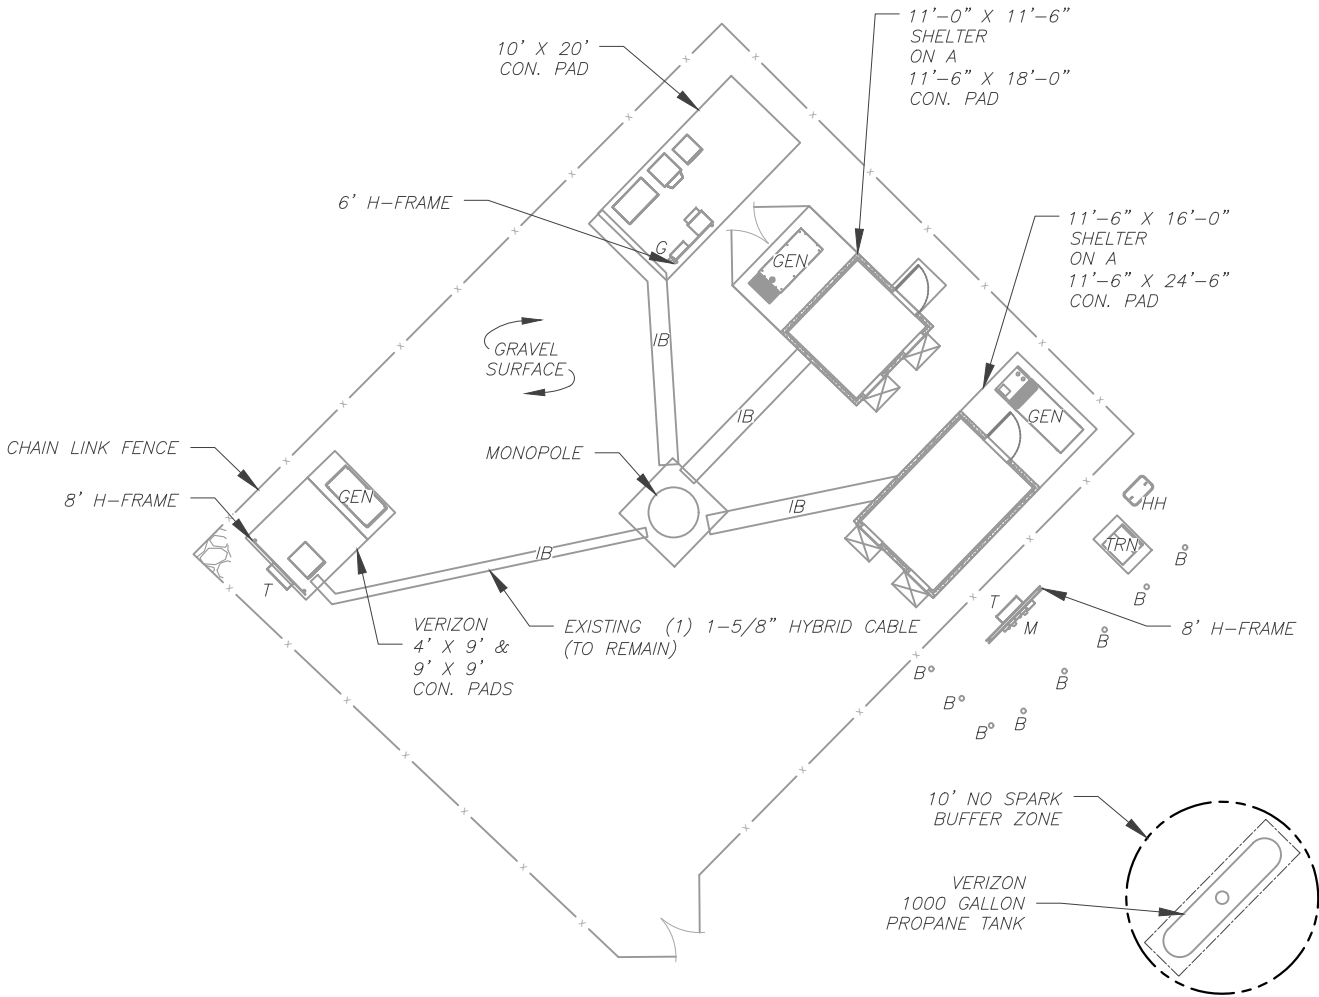 11'-0" X 11'-6"
SHELTER
ON A
11'-6" X 18'-0"
CON. PAD
10' X 20'
CON. PAD
6' H-FRAME
G
GEN
11'-6" X 16'-0"
SHELTER
ON A
11'-6" X 24'-6"
CON. PAD
IB
GRAVEL
SURFACE
IB
GEN
CHAIN LINK FENCE
MONOPOLE
8' H-FRAME
GEN
IB
HH
TRN
IB
T
B
B
T
M
B
8' H-FRAME
VERIZON
4' X 9' &
9' X 9'
CON. PADS
EXISTING (1) 1-5/8" HYBRID CABLE
(TO REMAIN)
B
B
B
B
B
10' NO SPARK
BUFFER ZONE
VERIZON
1000 GALLON
PROPANE TANK